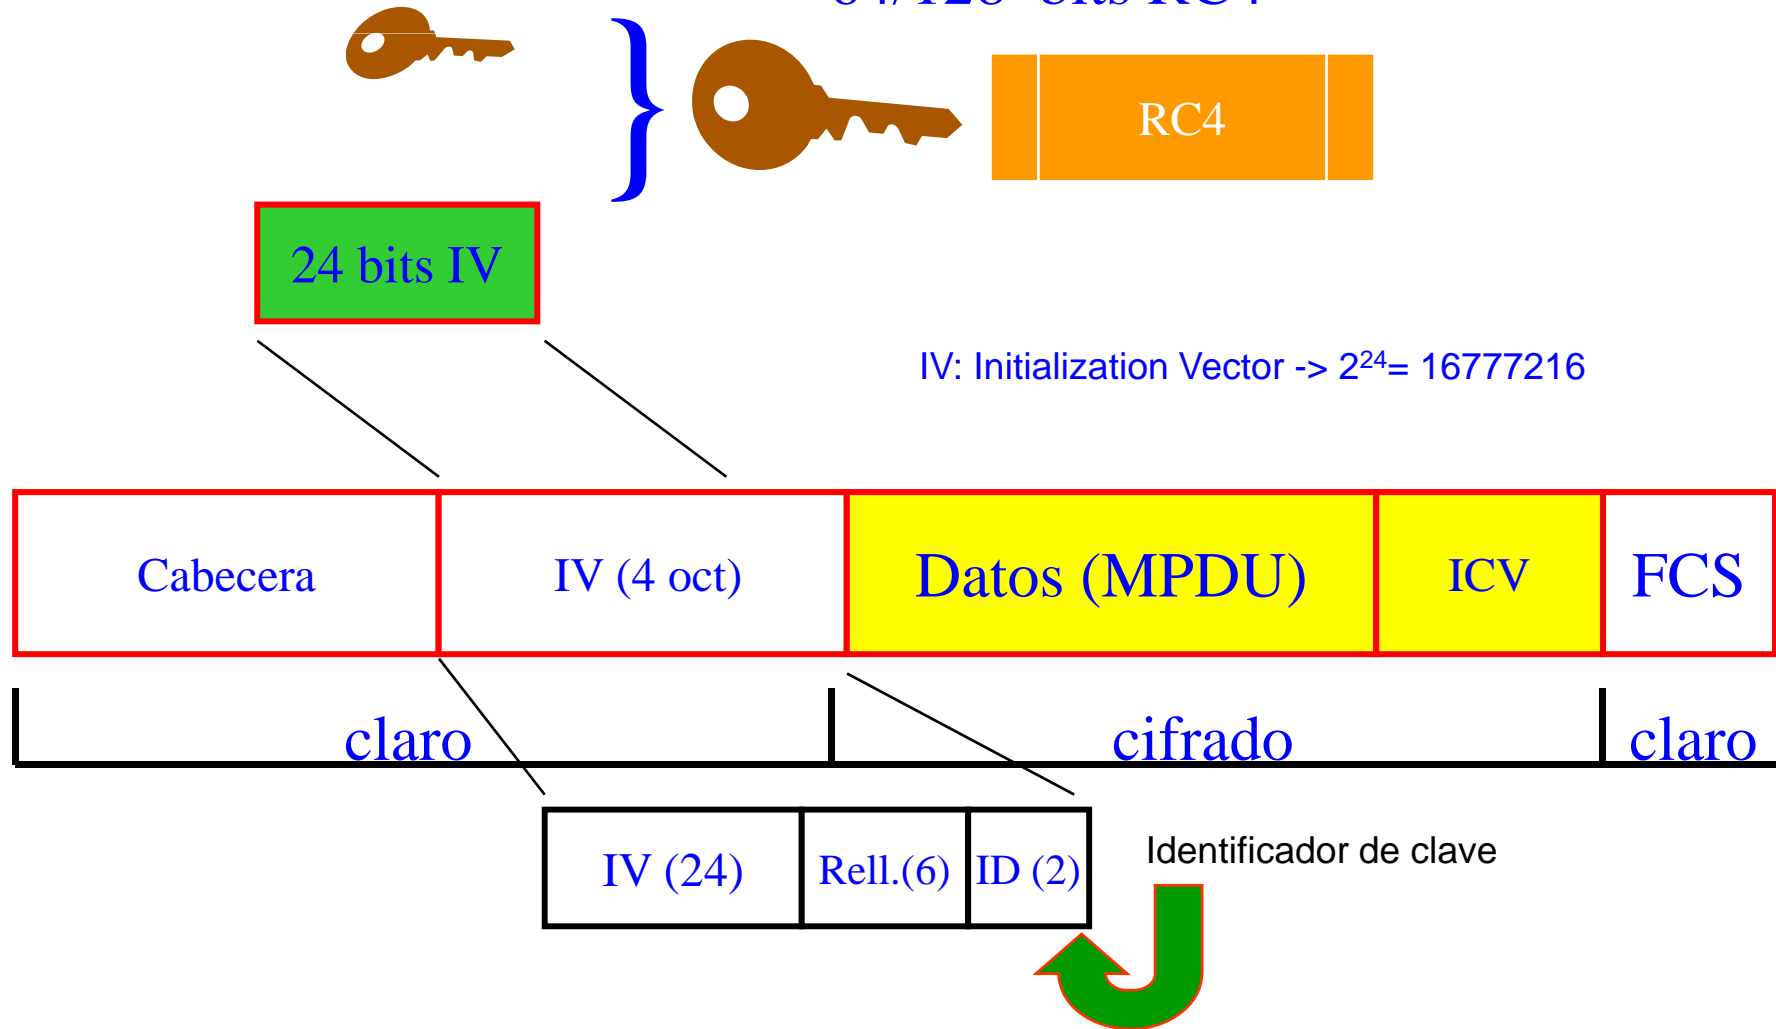 RC4
24 bits IV
IV: Initialization Vector -> 2²⁴= 16777216
Cabecera
IV (4 oct)
Datos (MPDU)
ICV
FCS
claro
cifrado
claro
IV (24)
Rell.(6)
ID (2)
Identificador de clave